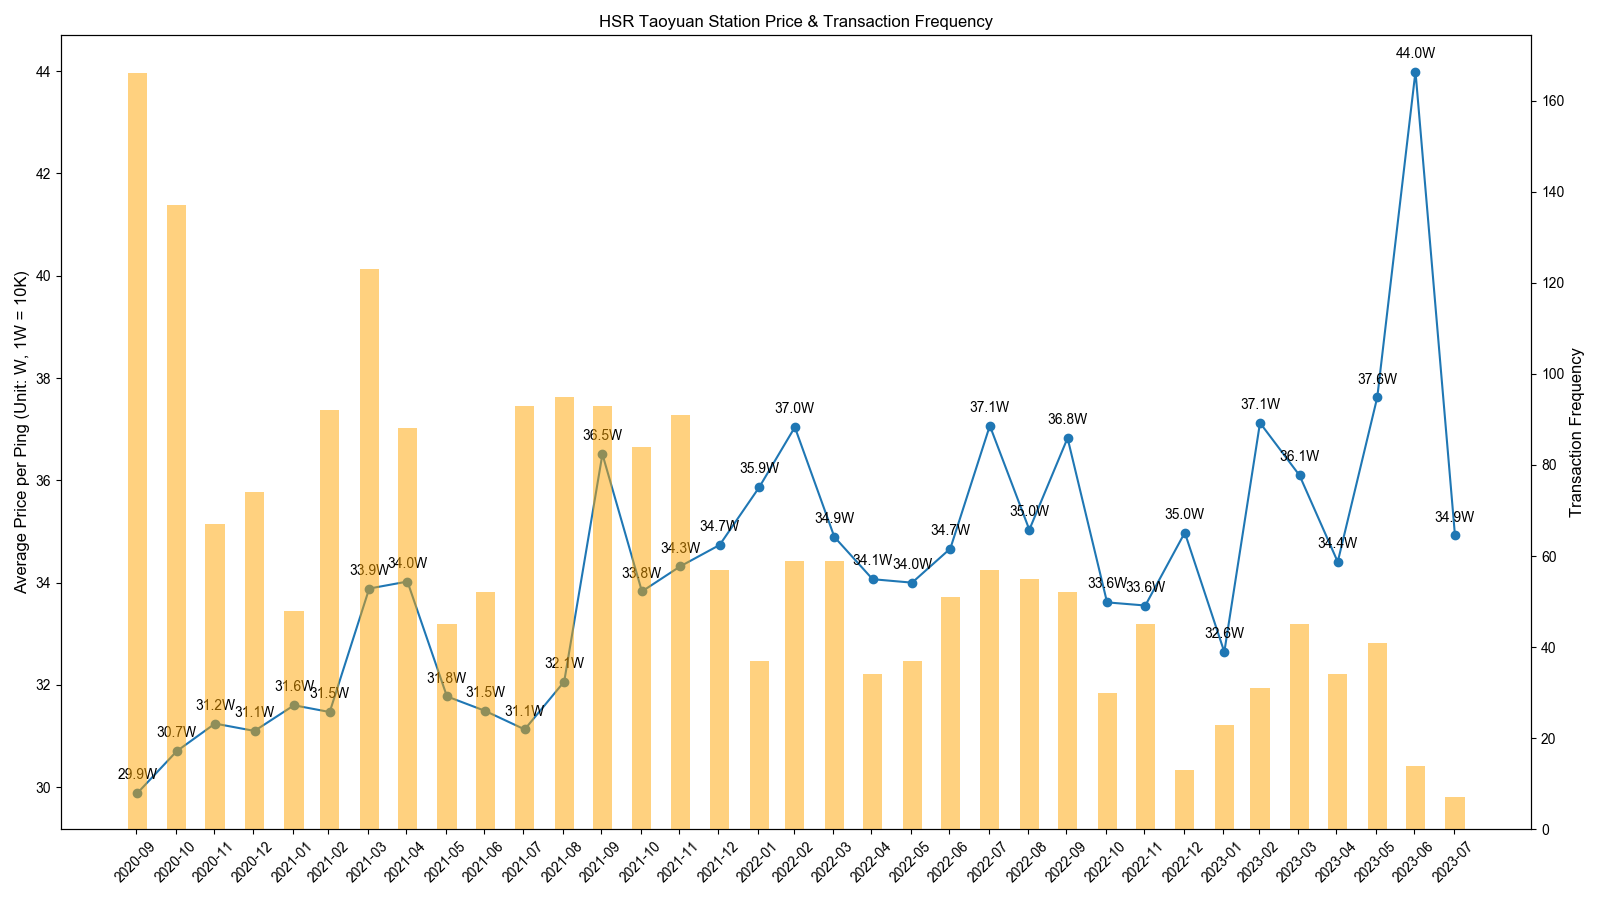 HSR Taoyuan Station Price & Transaction Frequency
Average Price per Ping (Unit: W, 1W = 10K)
44
42
40
38
36
34
32
30
29.9W
30.7W
31.2W
31.1W
31.6W
31.5W
33.9W
34.0W
31.8W
31.5W
31.1W
32.1W
36.5W
33.8W
34.3W
34.7W
35.9W
37.0W
34.9W
34.1W
34.0W
34.7W
37.1W
35.0W
36.8W
33.6W
33.6W
35.0W
32.6W
37.1W
36.1W
34.4W
37.6W
44.0W
34.9W
160
140
120
100
80
60
40
20
0
Transaction Frequency
2020-09
2020-10
2020-11
2020-12
2021-01
2021-02
2021-03
2021-04
2021-05
2021-06
2021-07
2021-08
2021-09
2021-10
2021-11
2021-12
2022-01
2022-02
2022-03
2022-04
2022-05
2022-06
2022-07
2022-08
2022-09
2022-10
2022-11
2022-12
2023-01
2023-02
2023-03
2023-04
2023-05
2023-06
2023-07